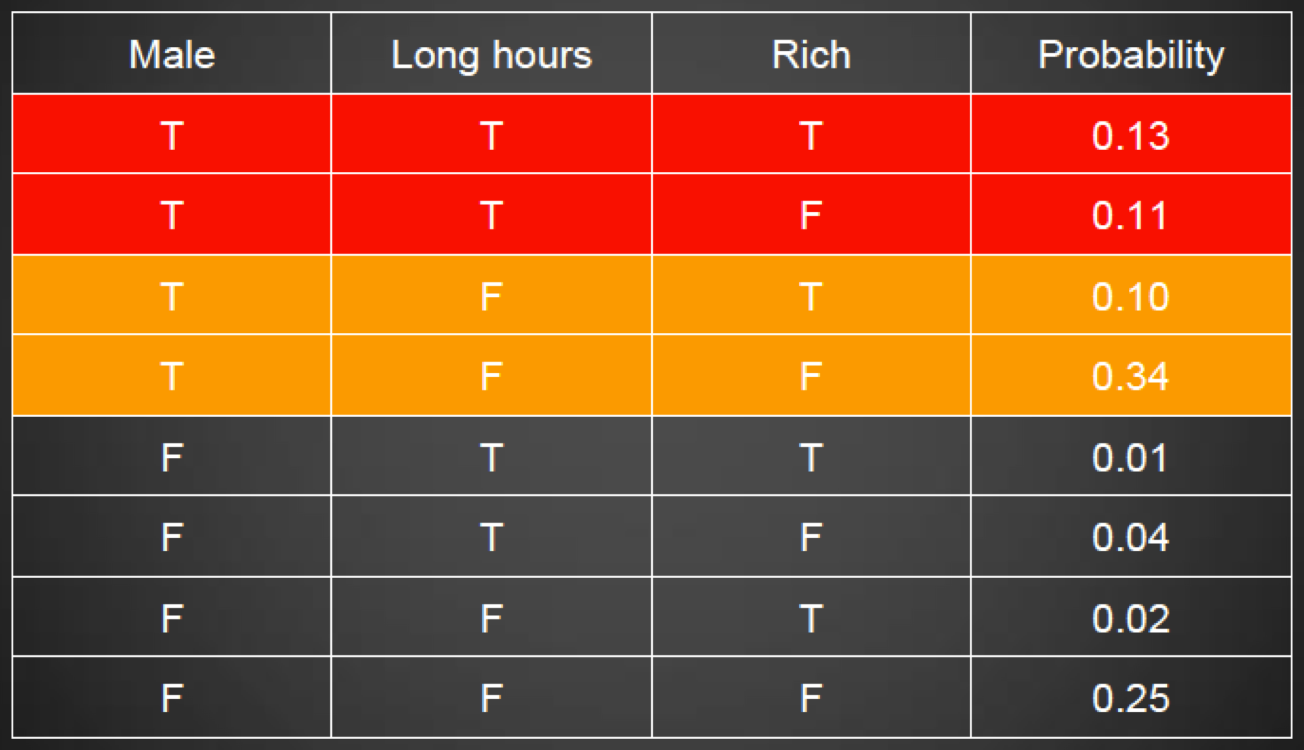 Male Long hours Rich Probability
T T T 0.13
T T F 0.11
T F T 0.10
T F F 0.34
F T T 0.01
F T F 0.04
F F T 0.02
F F F 0.25